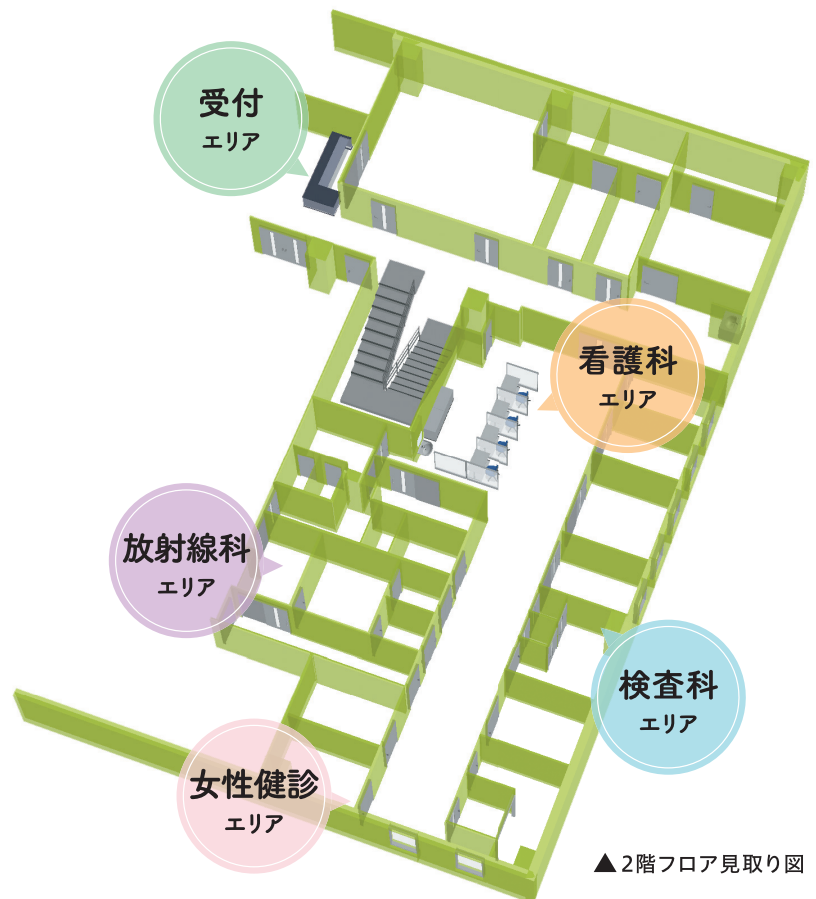 受付
エリア
看護科
エリア
放射線科
エリア
検査科
エリア
女性健診
エリア
▲2階フロア見取り図